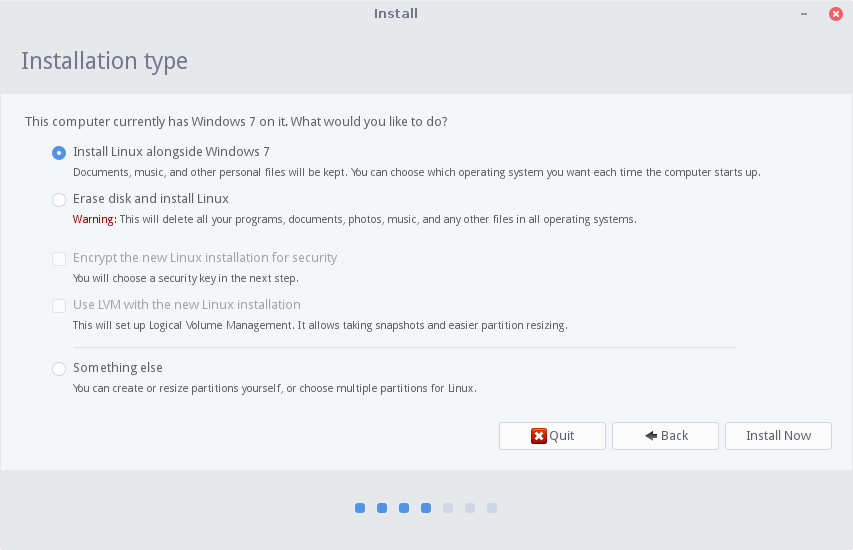 Install
Installation type
This computer currently has Windows 7 on it. What would you like to do?
Install Linux alongside Windows 7
Documents, music, and other personal files will be kept. You can choose which operating system you want each time the computer starts up.
Erase disk and install Linux
Warning: This will delete all your programs, documents, photos, music, and any other files in all operating systems.
Encrypt the new Linux installation for security
You will choose a security key in the next step.
Use LVM with the new Linux installation
This will set up Logical Volume Management. It allows taking snapshots and easier partition resizing.
Something else
You can create or resize partitions yourself, or choose multiple partitions for Linux.
Quit Back Install Now